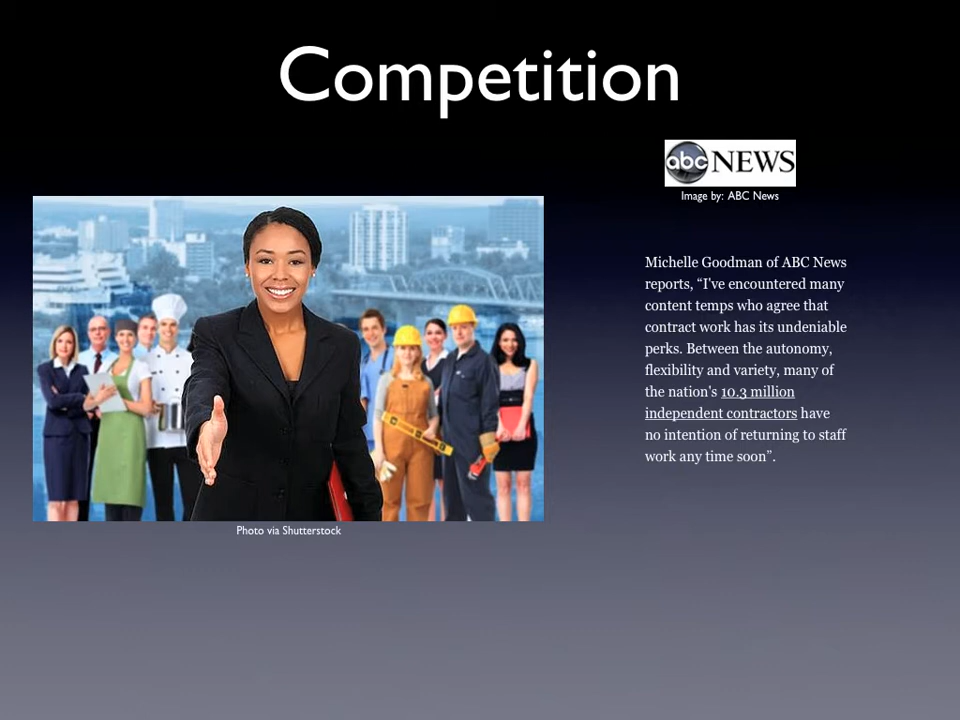 Competition
abc NEWS
Image by: ABC News
Michelle Goodman of ABC News
reports, “I’ve encountered many
content temps who agree that
contract work has its undeniable
perks. Between the autonomy,
flexibility and variety, many of
the nation’s 10.3 million
independent contractors have
no intention of returning to staff
work any time soon”.
Photo via Shutterstock